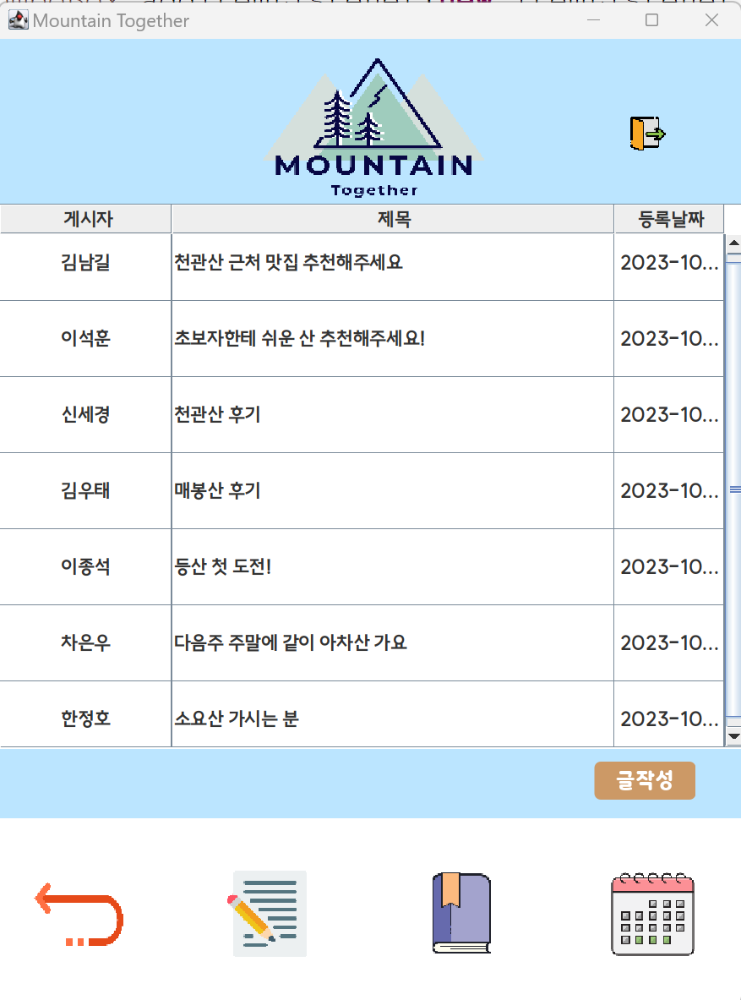 Mountain Together
MOUNTAIN
Together
게시자 제목 등록날짜
김남길 천관산 근처 맛집 추천해주세요 2023-10...
이석훈 초보자한테 쉬운 산 추천해주세요! 2023-10...
신세경 천관산 후기 2023-10...
김우태 매봉산 후기 2023-10...
이종석 등산 첫 도전! 2023-10...
차은우 다음주 주말에 같이 아차산 가요 2023-10...
한정호 소요산 가시는 분 2023-10...
글작성